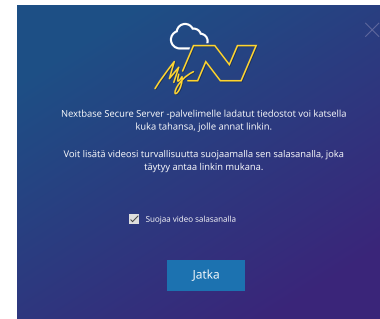 My N
Nextbase Secure Server -palvelimelle ladatut tiedostot voi katsella
kuka tahansa, jolle annat linkin.
Voit lisätä videosi turvallisuutta suojaamalla sen salasanalla, joka
täytyy antaa linkin mukana.
Suojaa video salasanalla
Jatka